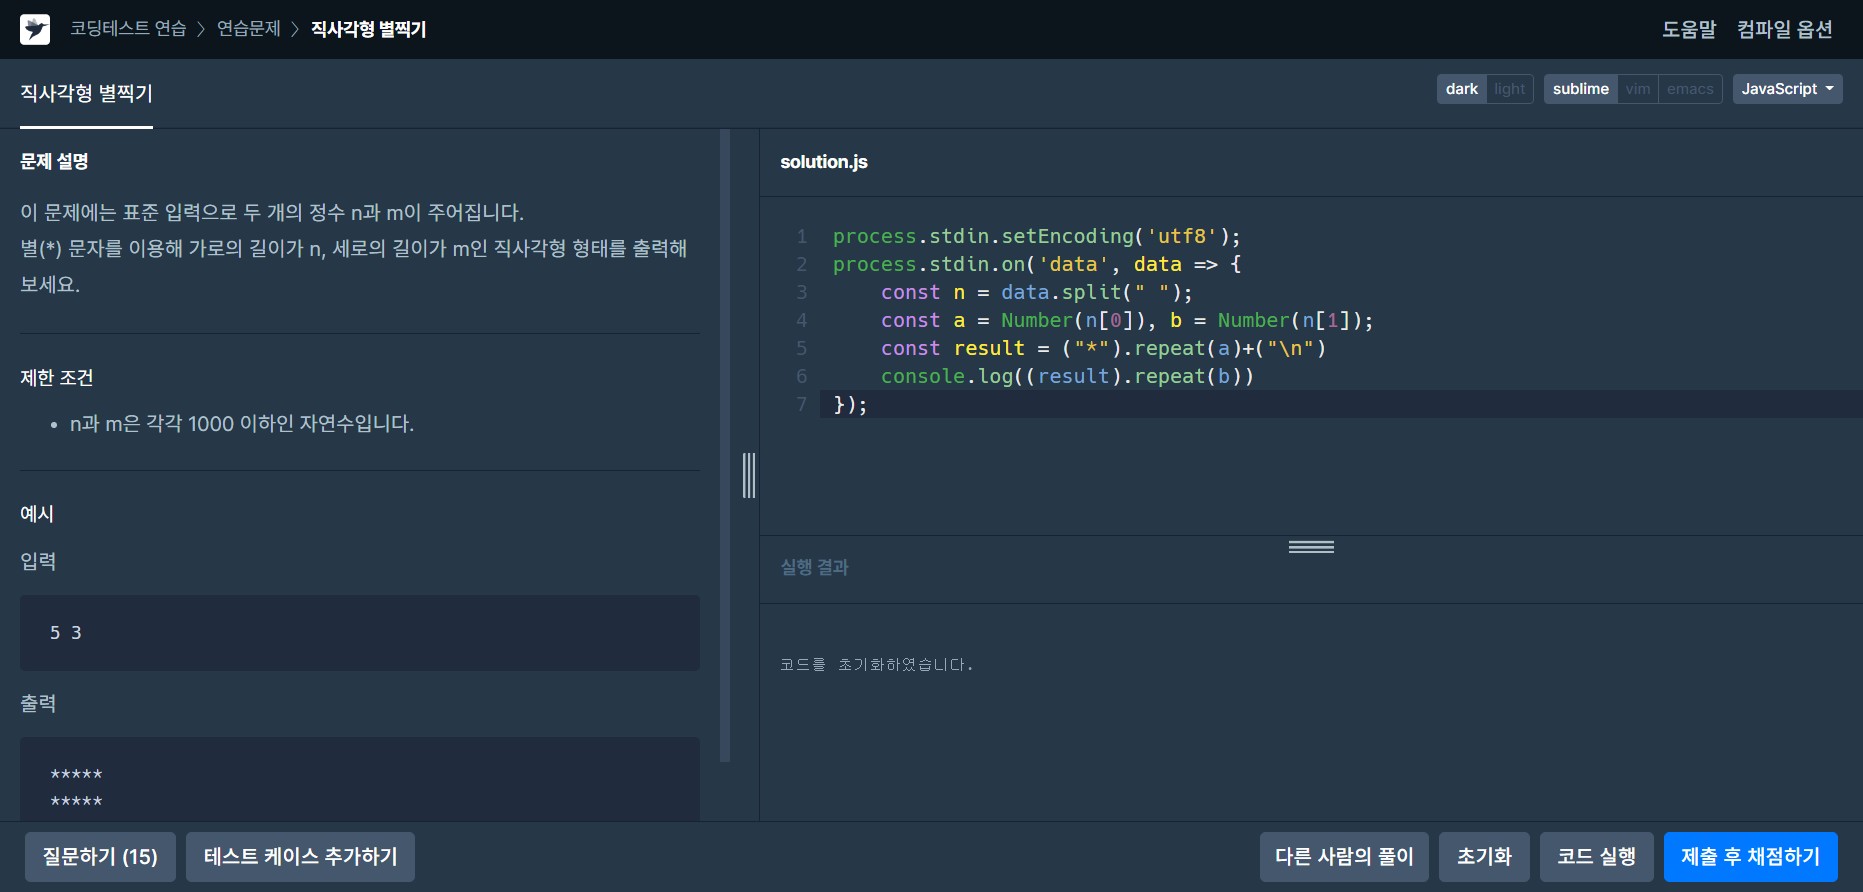 코딩테스트 연습 〉 연습문제 〉 직사각형 별찍기
도움말 컴파일 옵션
직사각형 별찍기
dark light sublime vim emacs JavaScript
문제 설명
이 문제에는 표준 입력으로 두 개의 정수 n과 m이 주어집니다.
별(*) 문자를 이용해 가로의 길이가 n, 세로의 길이가 m인 직사각형 형태를 출력해
보세요.
제한 조건
• n과 m은 각각 1000 이하인 자연수입니다.
예시
입력
5 3
출력
*****
*****
solution.js
1 process.stdin.setEncoding('utf8');
2 process.stdin.on('data', data => {
3     const n = data.split(" ");
4     const a = Number(n[0]), b = Number(n[1]);
5     const result = ("*").repeat(a)+("\n")
6     console.log((result).repeat(b))
7 });
실행 결과
코드를 초기화하였습니다.
질문하기 (15) 테스트 케이스 추가하기
다른 사람의 풀이 초기화 코드 실행 제출 후 채점하기